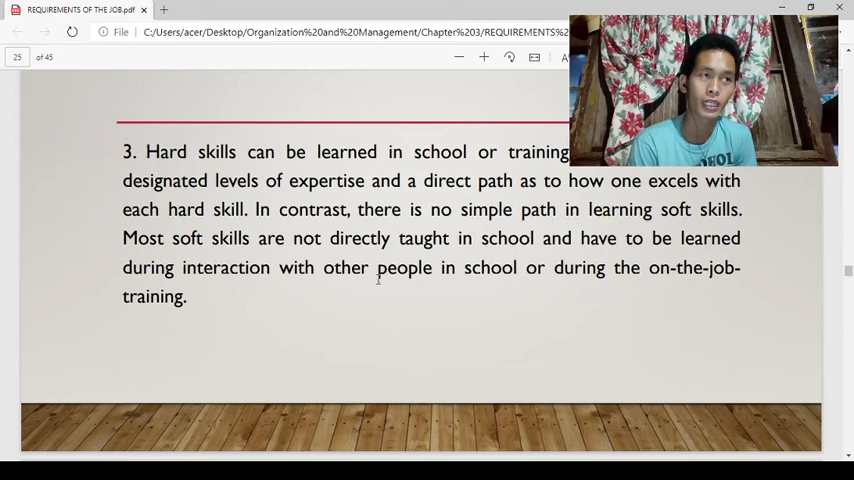 REQUIREMENTS OF THE JOB.pdf
File
C:/Users/acer/Desktop/Organization%20and%20Management/Chapter%203/REQUIREMENTS%2
25
of 45
3. Hard skills can be learned in school or training
designated levels of expertise and a direct path as to how one excels with
each hard skill. In contrast, there is no simple path in learning soft skills.
Most soft skills are not directly taught in school and have to be learned
during interaction with other people in school or during the on-the-job-
training.